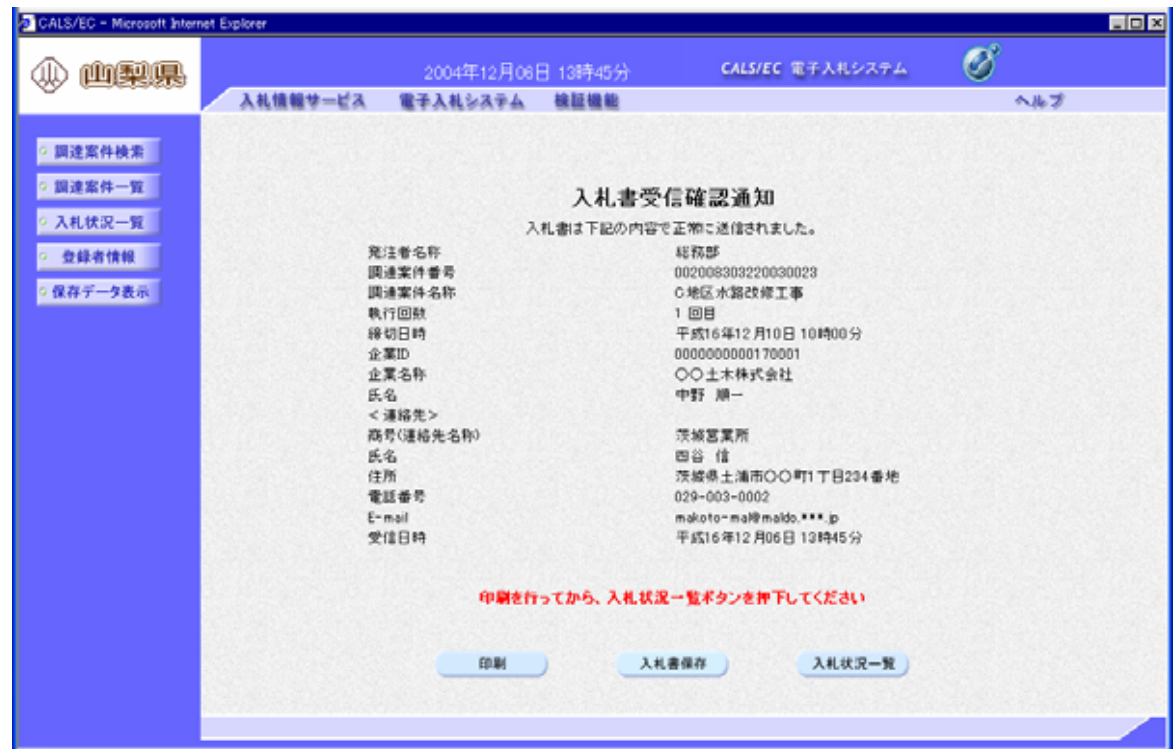 CALS/EC - Microsoft Internet Explorer
山梨県
2004年12月06日 13時45分 CALS/EC 電子入札システム
入札情報サービス 電子入札システム 検証機能 ヘルプ
調達案件検索
調達案件一覧
入札状況一覧
登録者情報
保存データ表示
入札書受信確認通知
入札書は下記の内容で正常に送信されました。
発注者名称 総務部
調達案件番号 002008303220030023
調達案件名称 C地区水路改修工事
執行回数 1 回目
締切日時 平成16年12月10日 10時00分
企業ID 0000000000170001
企業名称 〇〇土木株式会社
氏名 中野 順一
<連絡先>
商号(連絡先名称) 茨城営業所
氏名 四谷 信
住所 茨城県土浦市〇〇町1丁目234番地
電話番号 029-003-0002
E-mail makoto-mal@maldo.***.jp
受信日時 平成16年12月06日 13時45分
印刷を行ってから、入札状況一覧ボタンを押下してください
印刷 入札書保存 入札状況一覧